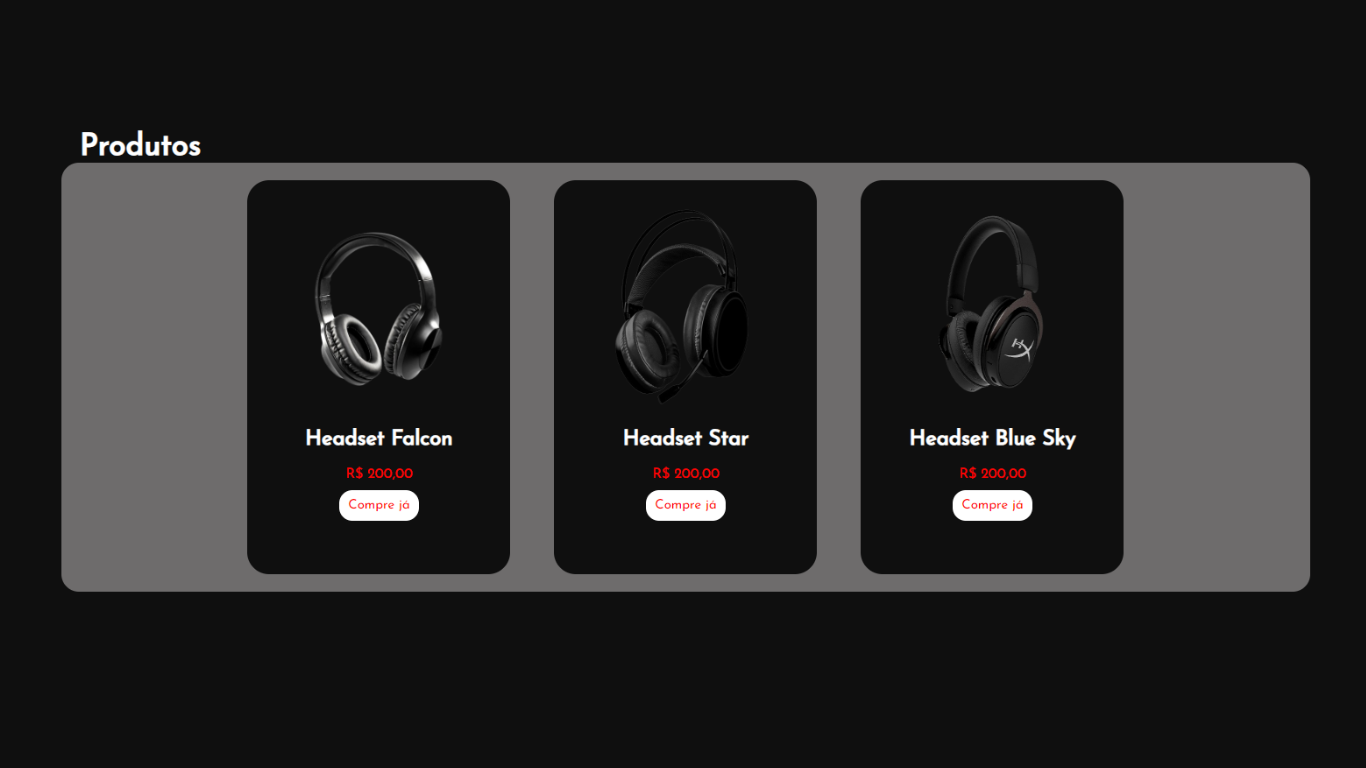 Produtos
Headset Falcon
R$ 200,00
Compre já
Headset Star
R$ 200,00
Compre já
HX
Headset Blue Sky
R$ 200,00
Compre já